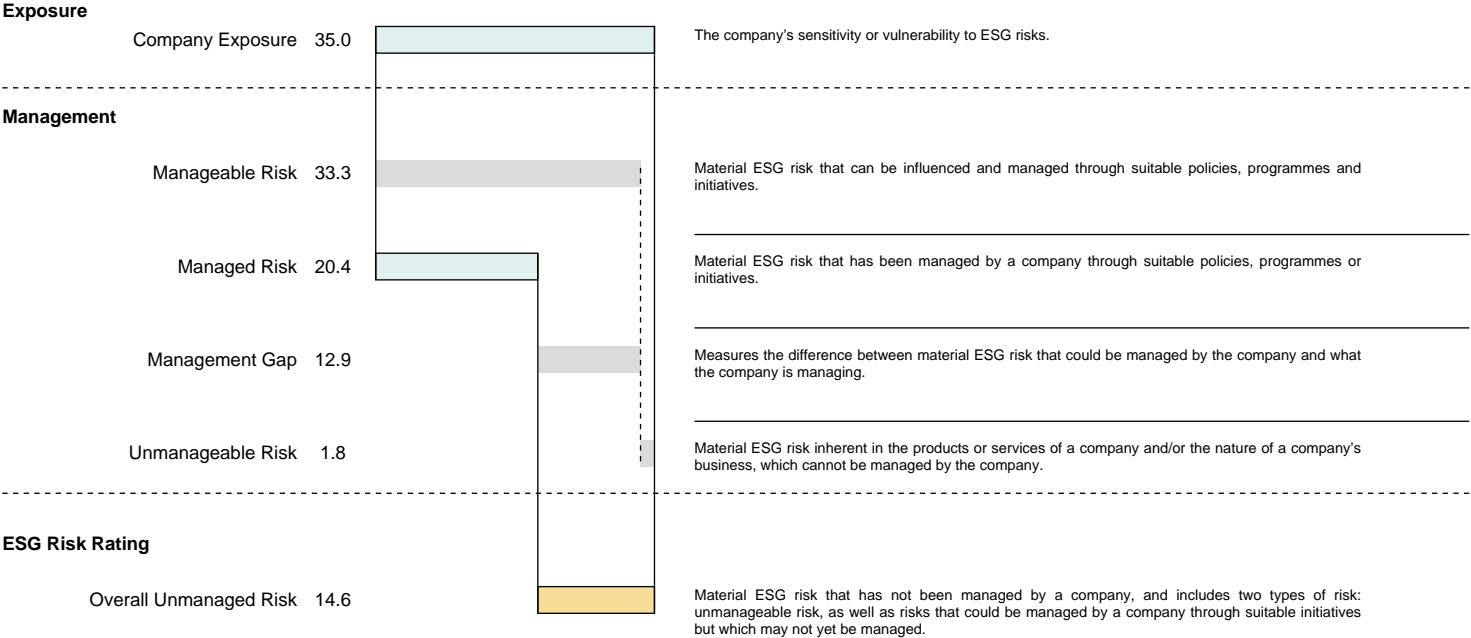 Exposure
Company Exposure 35.0
The company’s sensitivity or vulnerability to ESG risks.
Management
Manageable Risk 33.3
Material ESG risk that can be influenced and managed through suitable policies, programmes and
initiatives.
Managed Risk 20.4
Material ESG risk that has been managed by a company through suitable policies, programmes or
initiatives.
Management Gap 12.9
Measures the difference between material ESG risk that could be managed by the company and what
the company is managing.
Unmanageable Risk 1.8
Material ESG risk inherent in the products or services of a company and/or the nature of a company’s
business, which cannot be managed by the company.
ESG Risk Rating
Overall Unmanaged Risk 14.6
Material ESG risk that has not been managed by a company, and includes two types of risk:
unmanageable risk, as well as risks that could be managed by a company through suitable initiatives
but which may not yet be managed.